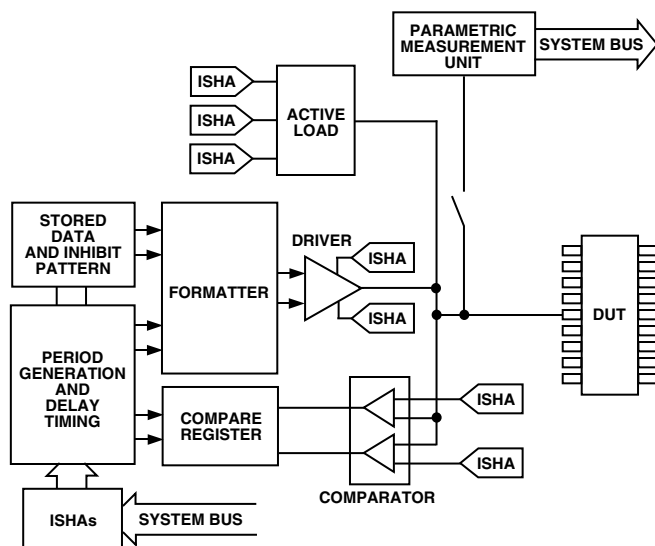 PARAMETRIC
MEASUREMENT
UNIT
SYSTEM BUS
ISHA
ISHA
ISHA
ACTIVE
LOAD
STORED
DATA
AND INHIBIT
PATTERN
FORMATTER
DRIVER
ISHA
ISHA
DUT
PERIOD
GENERATION
AND
DELAY
TIMING
COMPARE
REGISTER
ISHA
ISHA
COMPARATOR
ISHAs
SYSTEM BUS